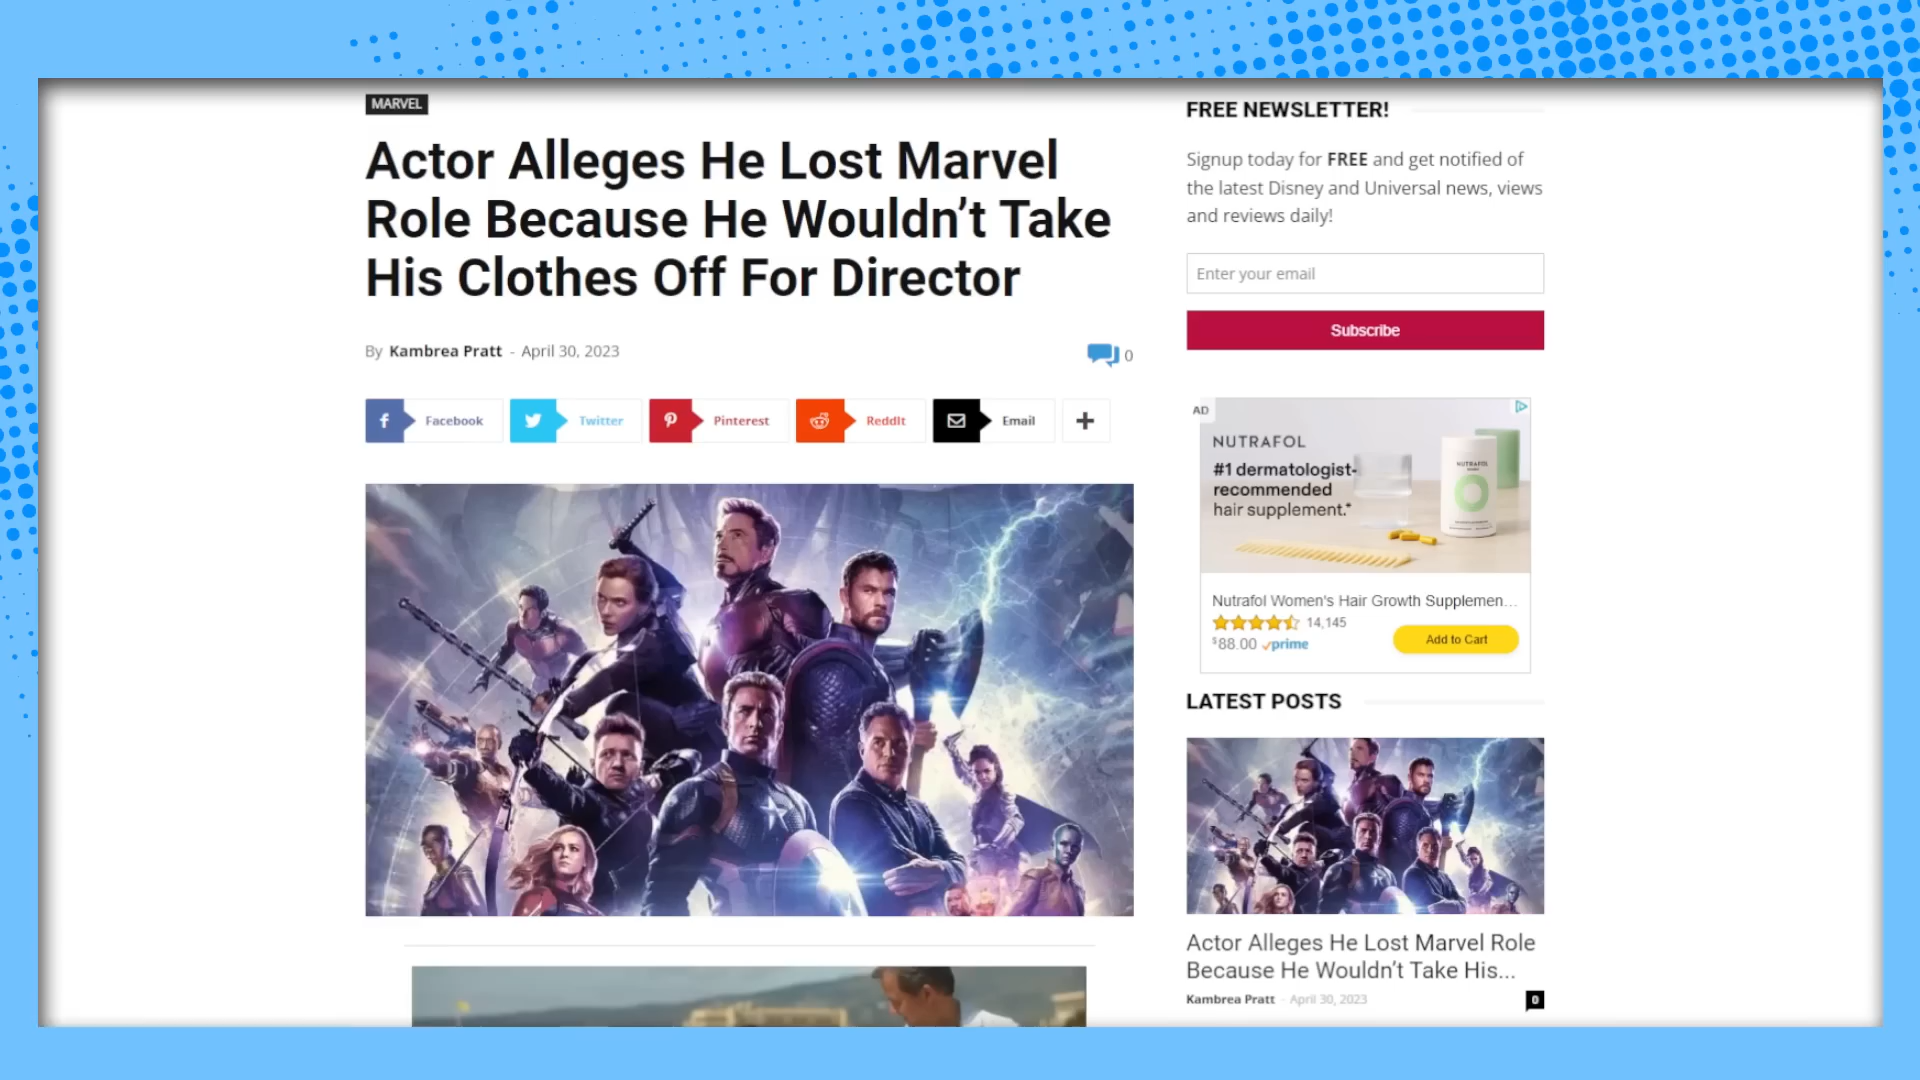 MARVEL
Actor Alleges He Lost Marvel
Role Because He Wouldn’t Take
His Clothes Off For Director
By Kambrea Pratt - April 30, 2023
0
Facebook
Twitter
Pinterest
ReddIt
Email
FREE NEWSLETTER!
Signup today for FREE and get notified of
the latest Disney and Universal news, views
and reviews daily!
Enter your email
Subscribe
AD
NUTRAFOL
#1 dermatologist-
recommended
hair supplement.*
NUTRAFOL
Nutrafol Women's Hair Growth Supplemen...
14,145
$88.00 prime
Add to Cart
LATEST POSTS
Actor Alleges He Lost Marvel Role
Because He Wouldn’t Take His...
Kambrea Pratt - April 30, 2023
0